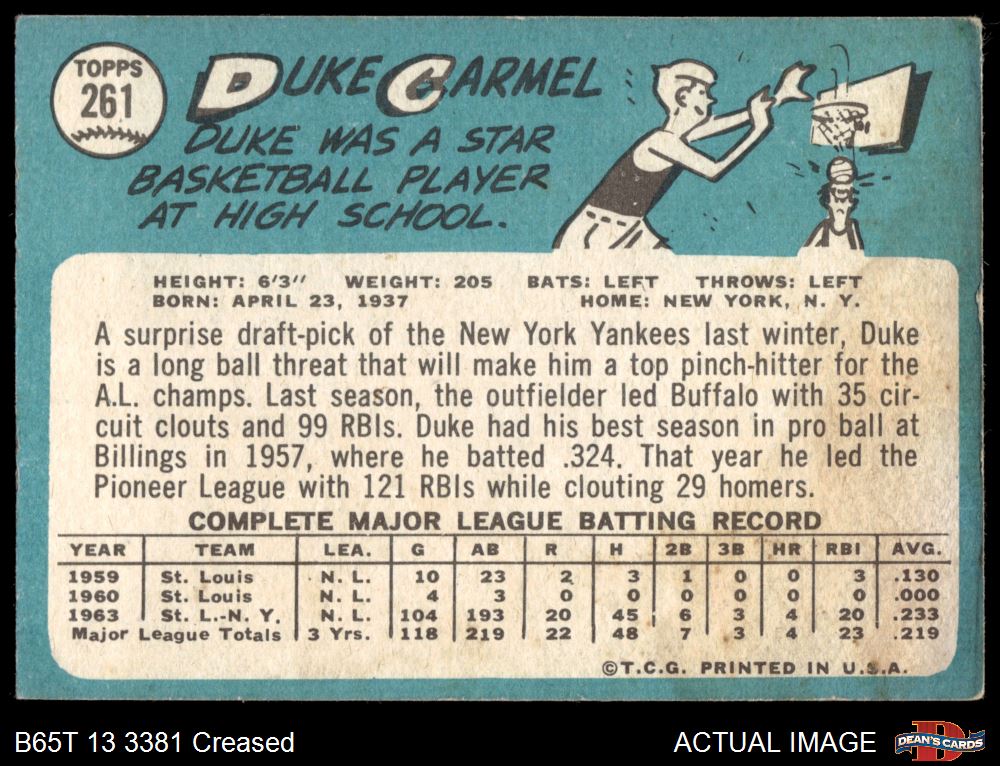 TOPPS
261
DUKE CARMEL
DUKE WAS A STAR
BASKETBALL PLAYER
AT HIGH SCHOOL.
HEIGHT: 6'3" WEIGHT: 205 BATS: LEFT THROWS: LEFT
BORN: APRIL 23, 1937 HOME: NEW YORK, N. Y.
A surprise draft-pick of the New York Yankees last winter, Duke
is a long ball threat that will make him a top pinch-hitter for the
A.L. champs. Last season, the outfielder led Buffalo with 35 cir-
cuit clouts and 99 RBIs. Duke had his best season in pro ball at
Billings in 1957, where he batted .324. That year he led the
Pioneer League with 121 RBIs while clouting 29 homers.
COMPLETE MAJOR LEAGUE BATTING RECORD
YEAR TEAM LEA. G AB R H 2B 3B HR RBI AVG.
1959 St. Louis N. L. 10 23 2 3 1 0 0 3 .130
1960 St. Louis N. L. 4 3 0 0 0 0 0 0 .000
1963 St. L.-N. Y. N. L. 104 193 20 45 6 3 4 20 .233
Major League Totals 3 Yrs. 118 219 22 48 7 3 4 23 .219
©T.C.G. PRINTED IN U.S.A.
B65T 13 3381 Creased
ACTUAL IMAGE
D
DEAN'S CARDS